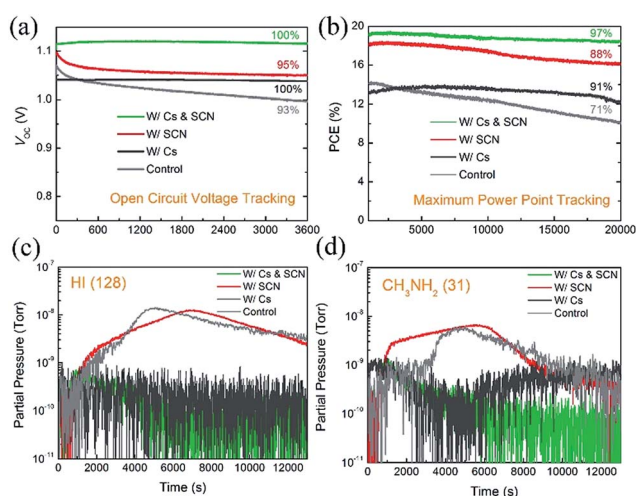 (a)
100%
95%
100%
93%
1.1
1.0
0.9
0.8
V_OC (V)
W/ Cs & SCN
W/ SCN
W/ Cs
Control
Open Circuit Voltage Tracking
0 600 1200 1800 2400 3000 3600
(b)
97%
88%
91%
71%
20
16
12
8
4
0
PCE (%)
W/ Cs & SCN
W/ SCN
W/ Cs
Control
Maximum Power Point Tracking
5000 10000 15000 20000
(c)
HI (128)
W/ Cs & SCN
W/ SCN
W/ Cs
Control
10⁻⁷
10⁻⁸
10⁻⁹
10⁻¹⁰
10⁻¹¹
Partial Pressure (Torr)
0 2000 4000 6000 8000 10000 12000
Time (s)
(d)
CH₃NH₂ (31)
W/ Cs & SCN
W/ SCN
W/ Cs
Control
10⁻⁷
10⁻⁸
10⁻⁹
10⁻¹⁰
10⁻¹¹
Partial Pressure (Torr)
0 2000 4000 6000 8000 10000 12000
Time (s)